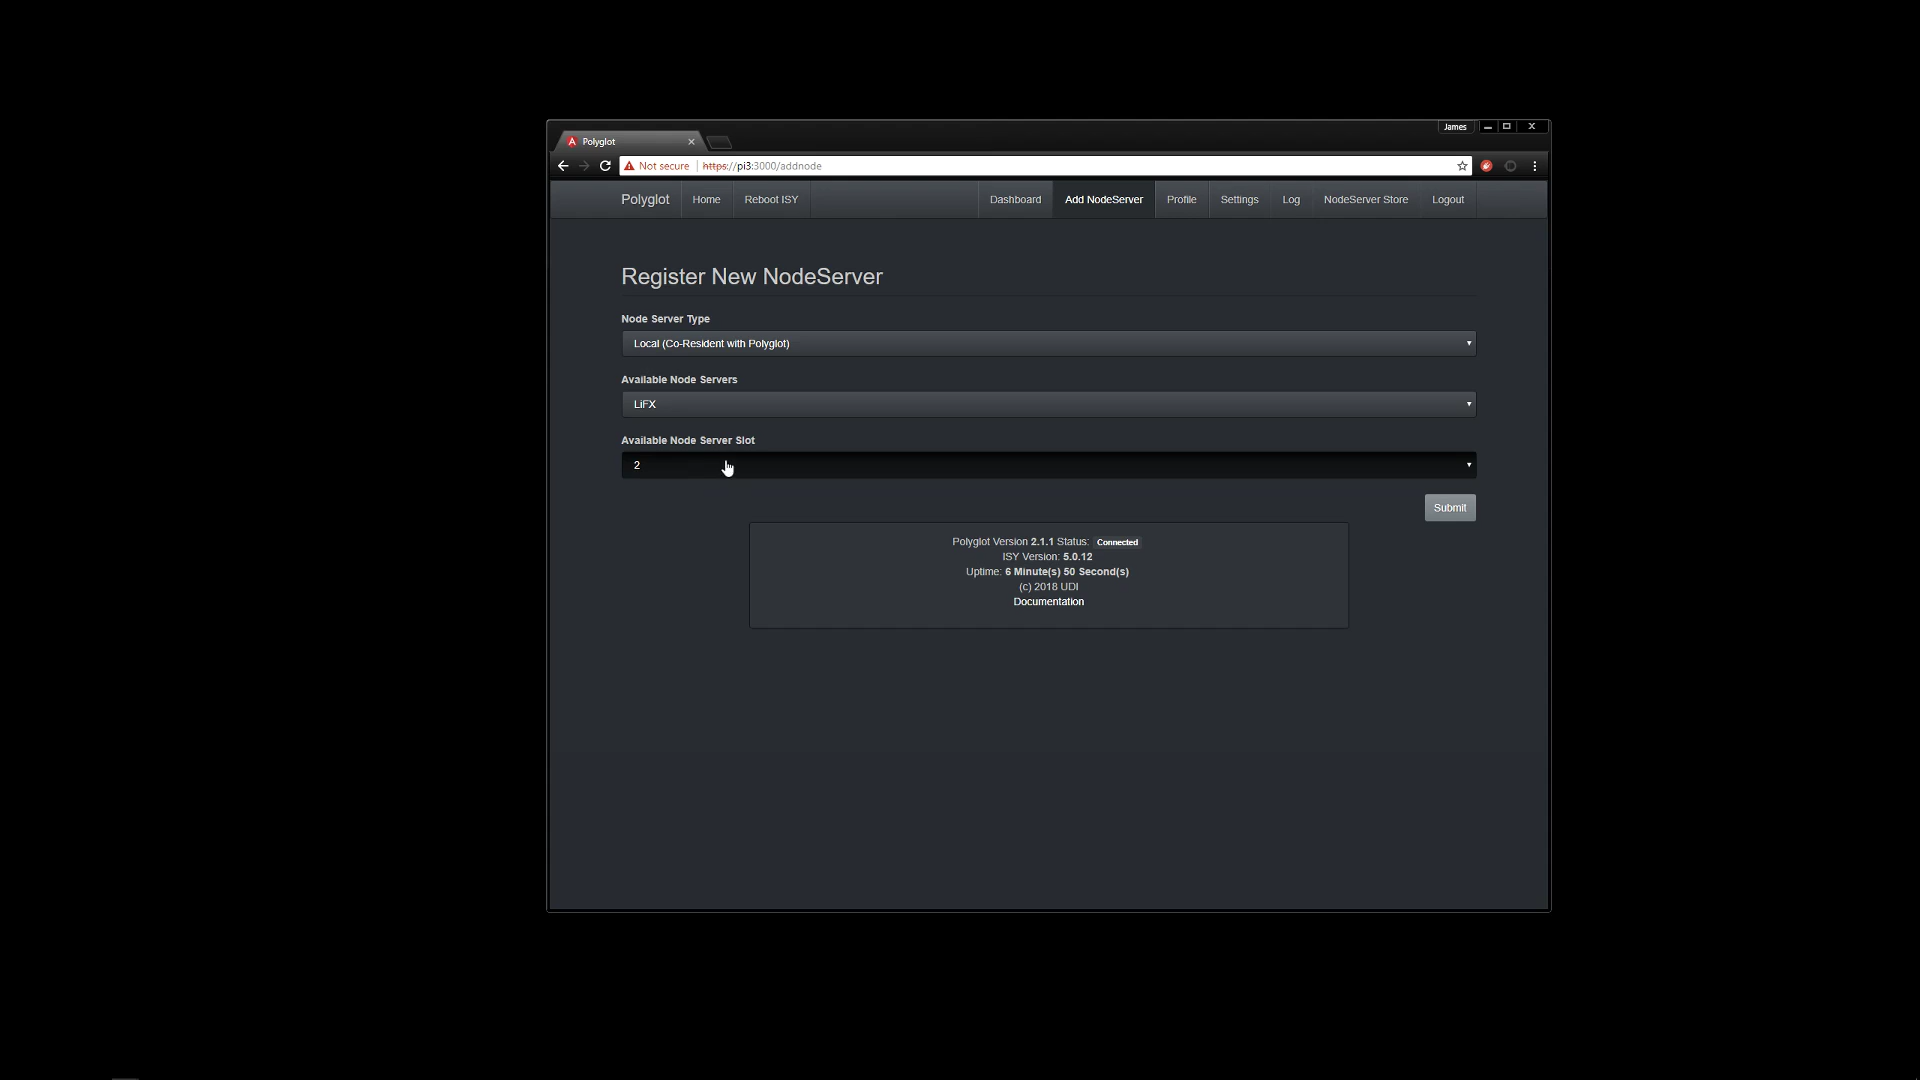 James
Polyglot
Not secure https://pi3:3000/addnode
Polyglot Home Reboot ISY Dashboard Add NodeServer Profile Settings Log NodeServer Store Logout
Register New NodeServer
Node Server Type
Local (Co-Resident with Polyglot)
Available Node Servers
LiFX
Available Node Server Slot
2
Submit
Polyglot Version 2.1.1 Status: Connected
ISY Version: 5.0.12
Uptime: 6 Minute(s) 50 Second(s)
(c) 2018 UDI
Documentation